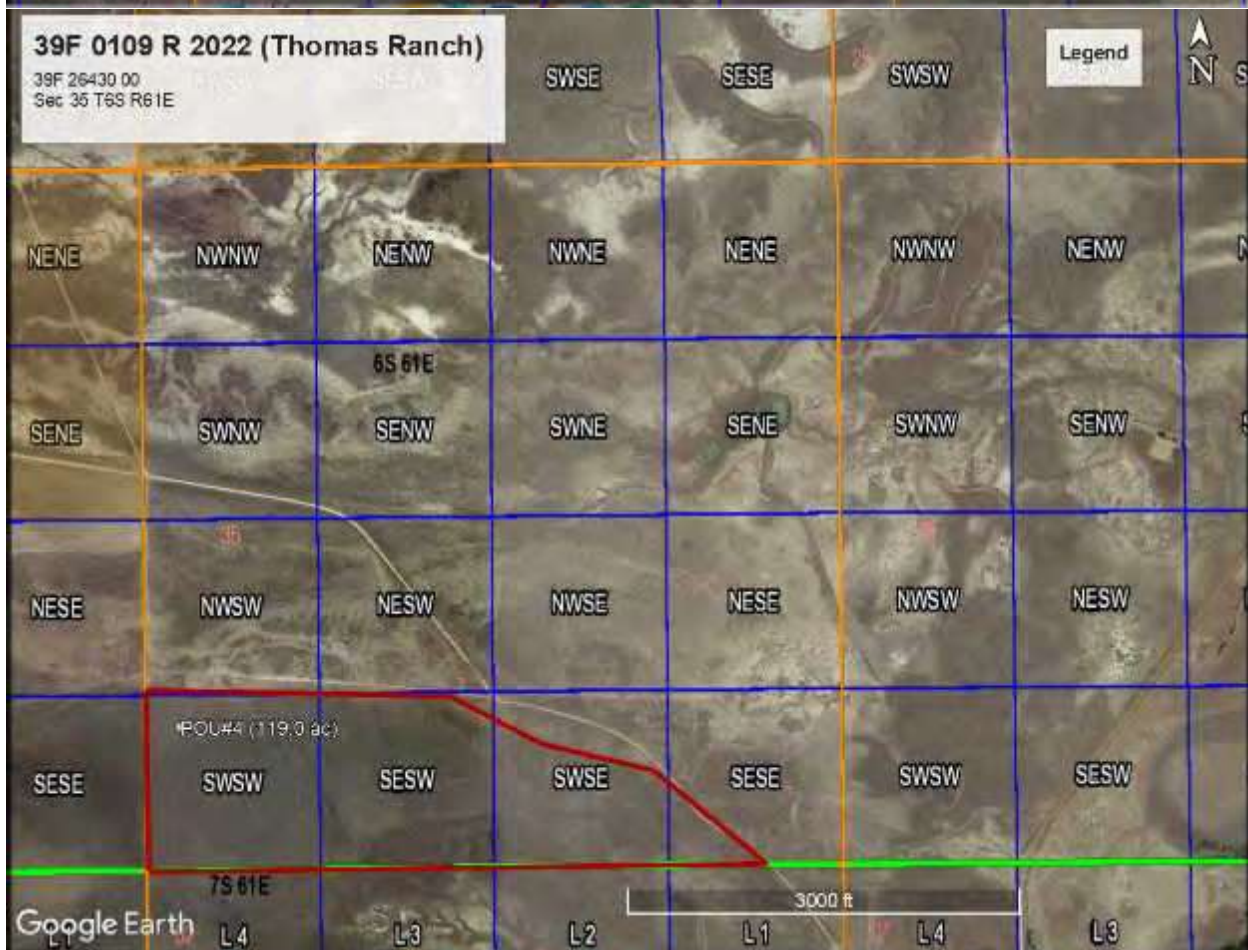 39F 0109 R 2022 (Thomas Ranch)
39F 26430 00
Sec 35 T6S R61E
Legend
N
SWSE SESE SWSW
NENE NWNW NENW NWNE NENE NWNW NENW
6S 61E
SENE SWNW SENW SWNE SENE SWNW SENW
35
NESE NWSW NESW NWSE NESE NWSW NESW
POU#4 (119.0 ac)
SESE SWSW SESW SWSE SESE SWSW SESW
7S 61E
3000 ft
Google Earth
L1 L4 L3 L2 L1 L4 L3